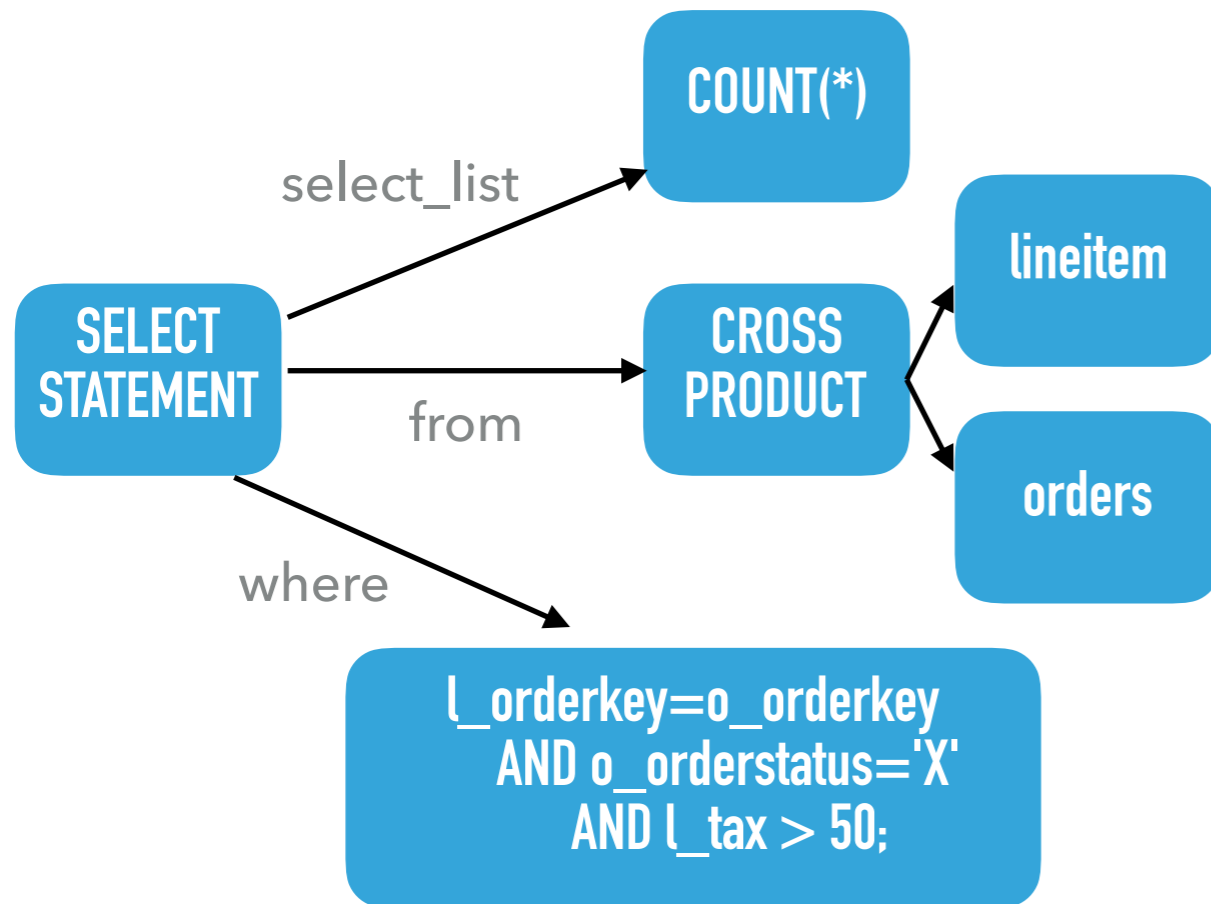 COUNT(*)
select_list
lineitem
SELECT
STATEMENT
CROSS
PRODUCT
from
orders
where
l_orderkey=o_orderkey
AND o_orderstatus='X'
AND l_tax > 50;